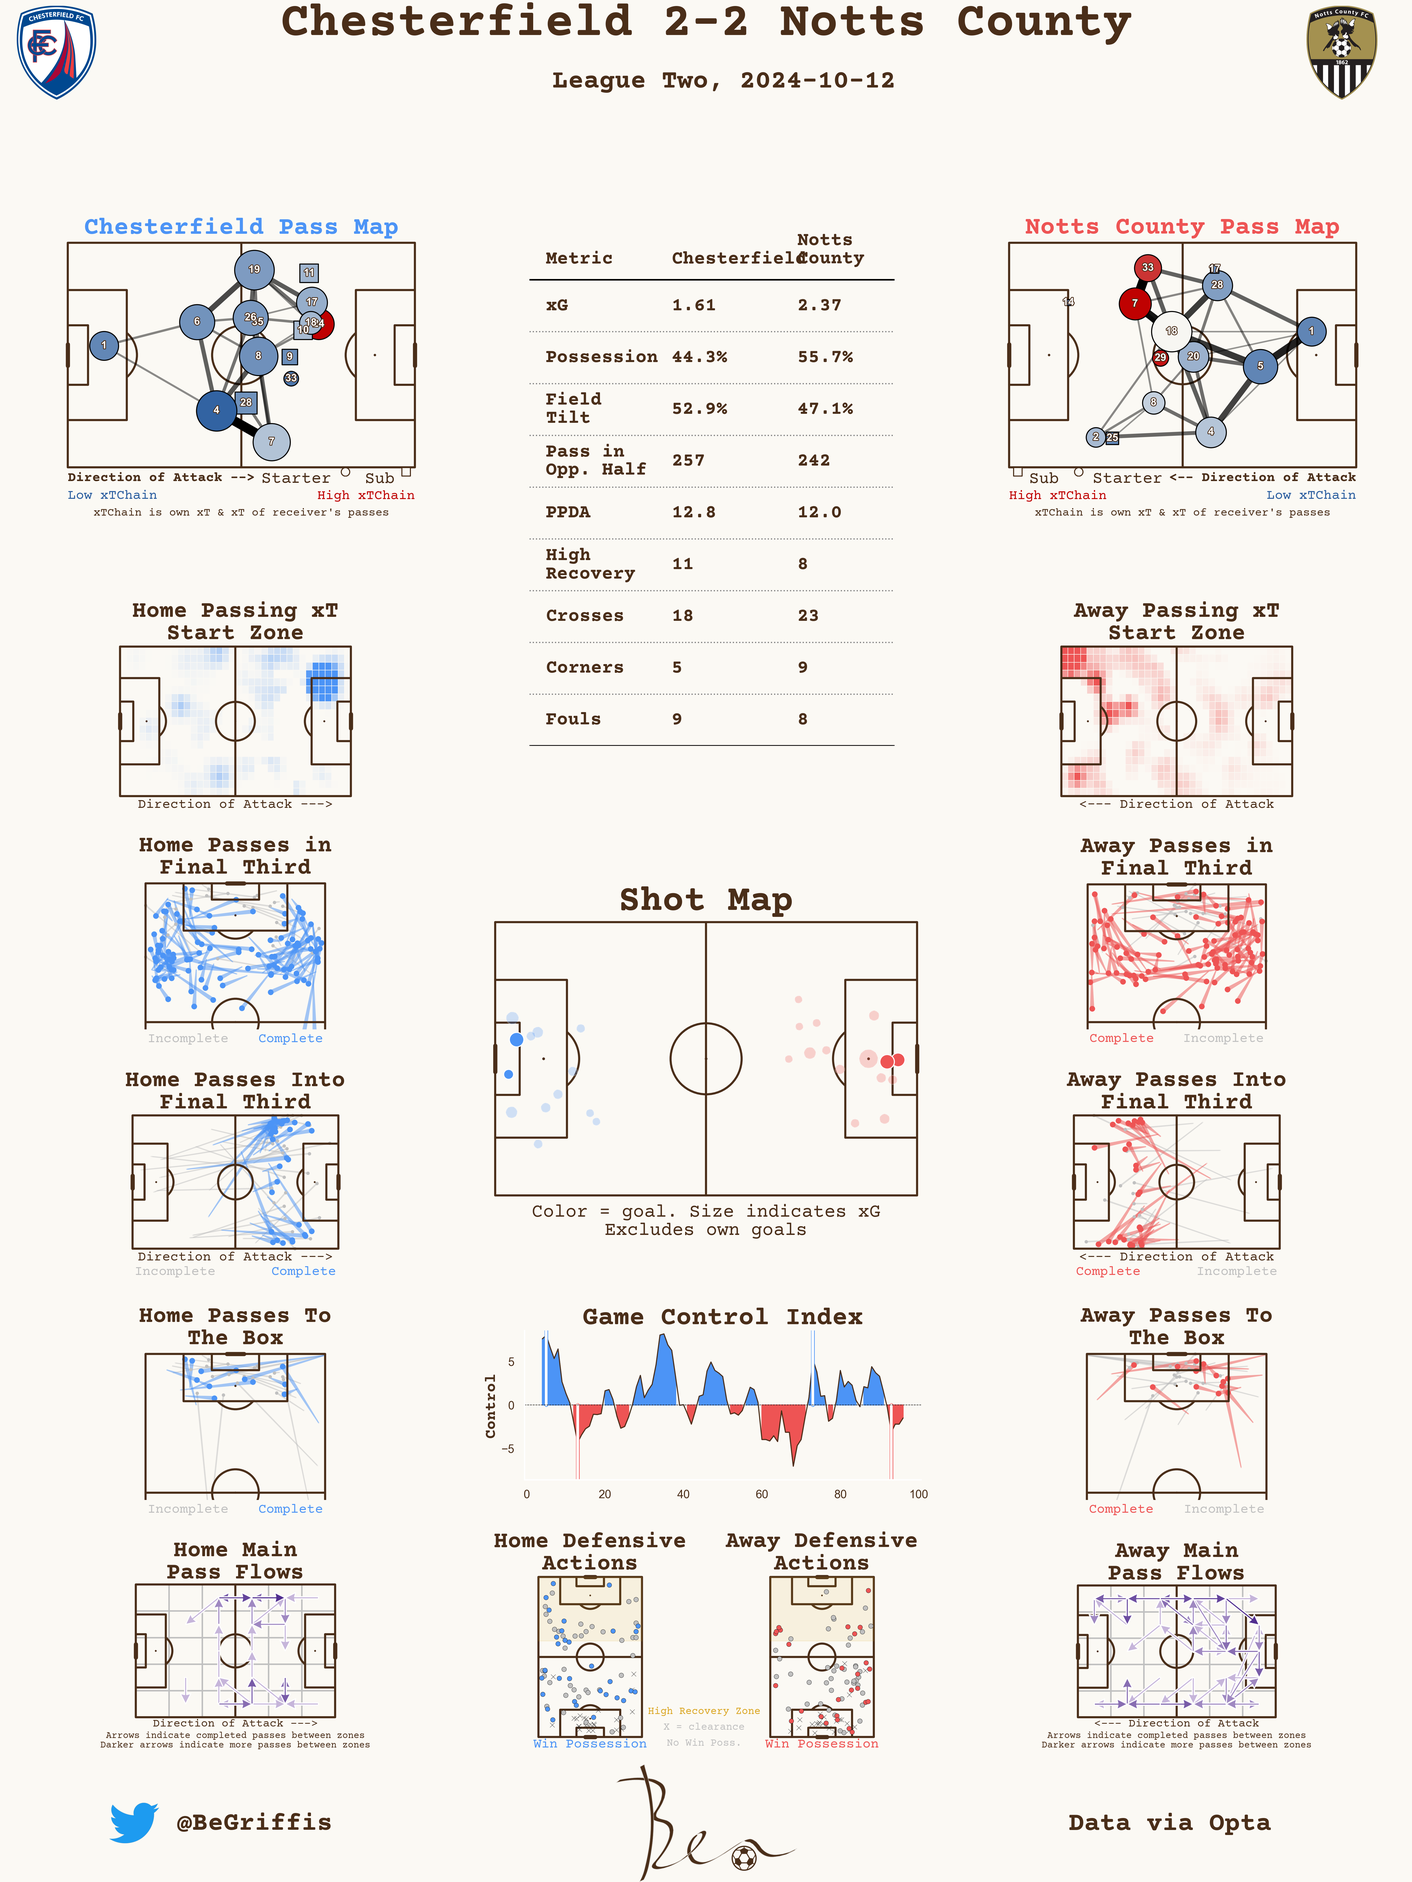 Chesterfield 2-2 Notts County
League Two, 2024-10-12
CHESTERFIELD FC
Notts County FC
1862
Chesterfield Pass Map
19
11
17
26
35
18
24
10
6
1
8
9
33
4
28
7
Direction of Attack --> Starter Sub
Low xTChain High xTChain
xTChain is own xT & xT of receiver's passes
Metric Chesterfield Notts County
xG 1.61 2.37
Possession 44.3% 55.7%
Field Tilt 52.9% 47.1%
Pass in Opp. Half 257 242
PPDA 12.8 12.0
High Recovery 11 8
Crosses 18 23
Corners 5 9
Fouls 9 8
Notts County Pass Map
33
17
28
14
7
18
1
29
20
5
8
2
25
4
Sub Starter <-- Direction of Attack
High xTChain Low xTChain
xTChain is own xT & xT of receiver's passes
Home Passing xT
Start Zone
Direction of Attack --->
Away Passing xT
Start Zone
<--- Direction of Attack
Home Passes in
Final Third
Incomplete Complete
Away Passes in
Final Third
Complete Incomplete
Shot Map
Color = goal. Size indicates xG
Excludes own goals
Home Passes Into
Final Third
Direction of Attack --->
Incomplete Complete
Away Passes Into
Final Third
<--- Direction of Attack
Complete Incomplete
Home Passes To
The Box
Incomplete Complete
Game Control Index
Control
5
0
−5
0 20 40 60 80 100
Away Passes To
The Box
Complete Incomplete
Home Main
Pass Flows
Direction of Attack --->
Arrows indicate completed passes between zones
Darker arrows indicate more passes between zones
Home Defensive
Actions
Win Possession
High Recovery Zone
X = clearance
No Win Poss.
Away Defensive
Actions
Win Possession
Away Main
Pass Flows
<--- Direction of Attack
Arrows indicate completed passes between zones
Darker arrows indicate more passes between zones
@BeGriffis
Ben
Data via Opta